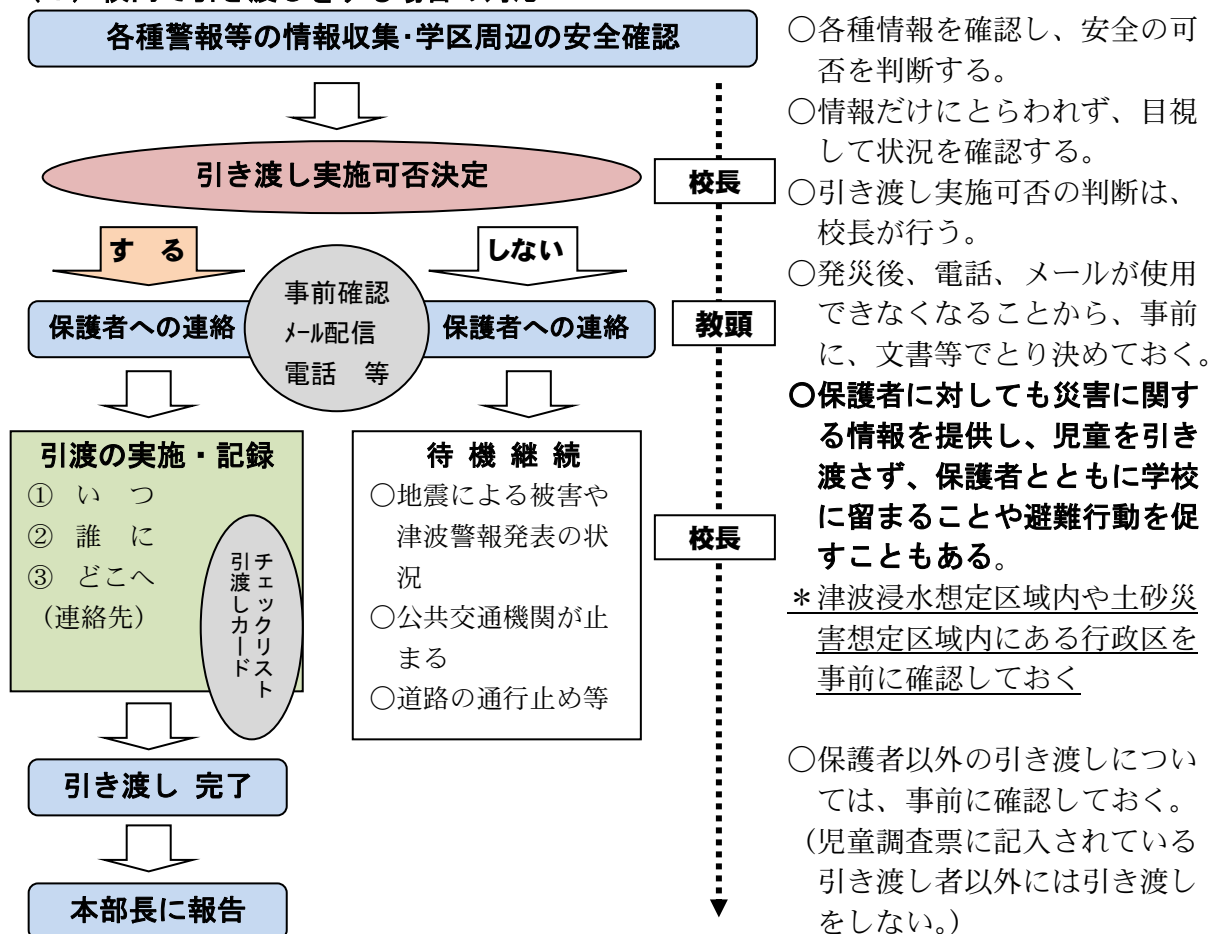 各種警報等の情報収集・学区周辺の安全確認
引き渡し実施可否決定
校長
する
しない
保護者への連絡
事前確認
メール配信
電話 等
保護者への連絡
教頭
引渡の実施・記録
① いつ
② 誰に
③ どこへ
(連絡先)
チェックリスト
引渡しカード
待機継続
○地震による被害や
津波警報発表の状
況
○公共交通機関が止
まる
○道路の通行止め等
校長
引き渡し 完了
本部長に報告
○各種情報を確認し、安全の可
否を判断する。
○情報だけにとらわれず、目視
して状況を確認する。
○引き渡し実施可否の判断は、
校長が行う。
○発災後、電話、メールが使用
できなくなることから、事前
に、文書等でとり決めておく。
○保護者に対しても災害に関す
る情報を提供し、児童を引き
渡さず、保護者とともに学校
に留まることや避難行動を促
すこともある。
*津波浸水想定区域内や土砂災
害想定区域内にある行政区を
事前に確認しておく
○保護者以外の引き渡しについ
ては、事前に確認しておく。
(児童調査票に記入されている
引き渡し者以外には引き渡し
をしない。)